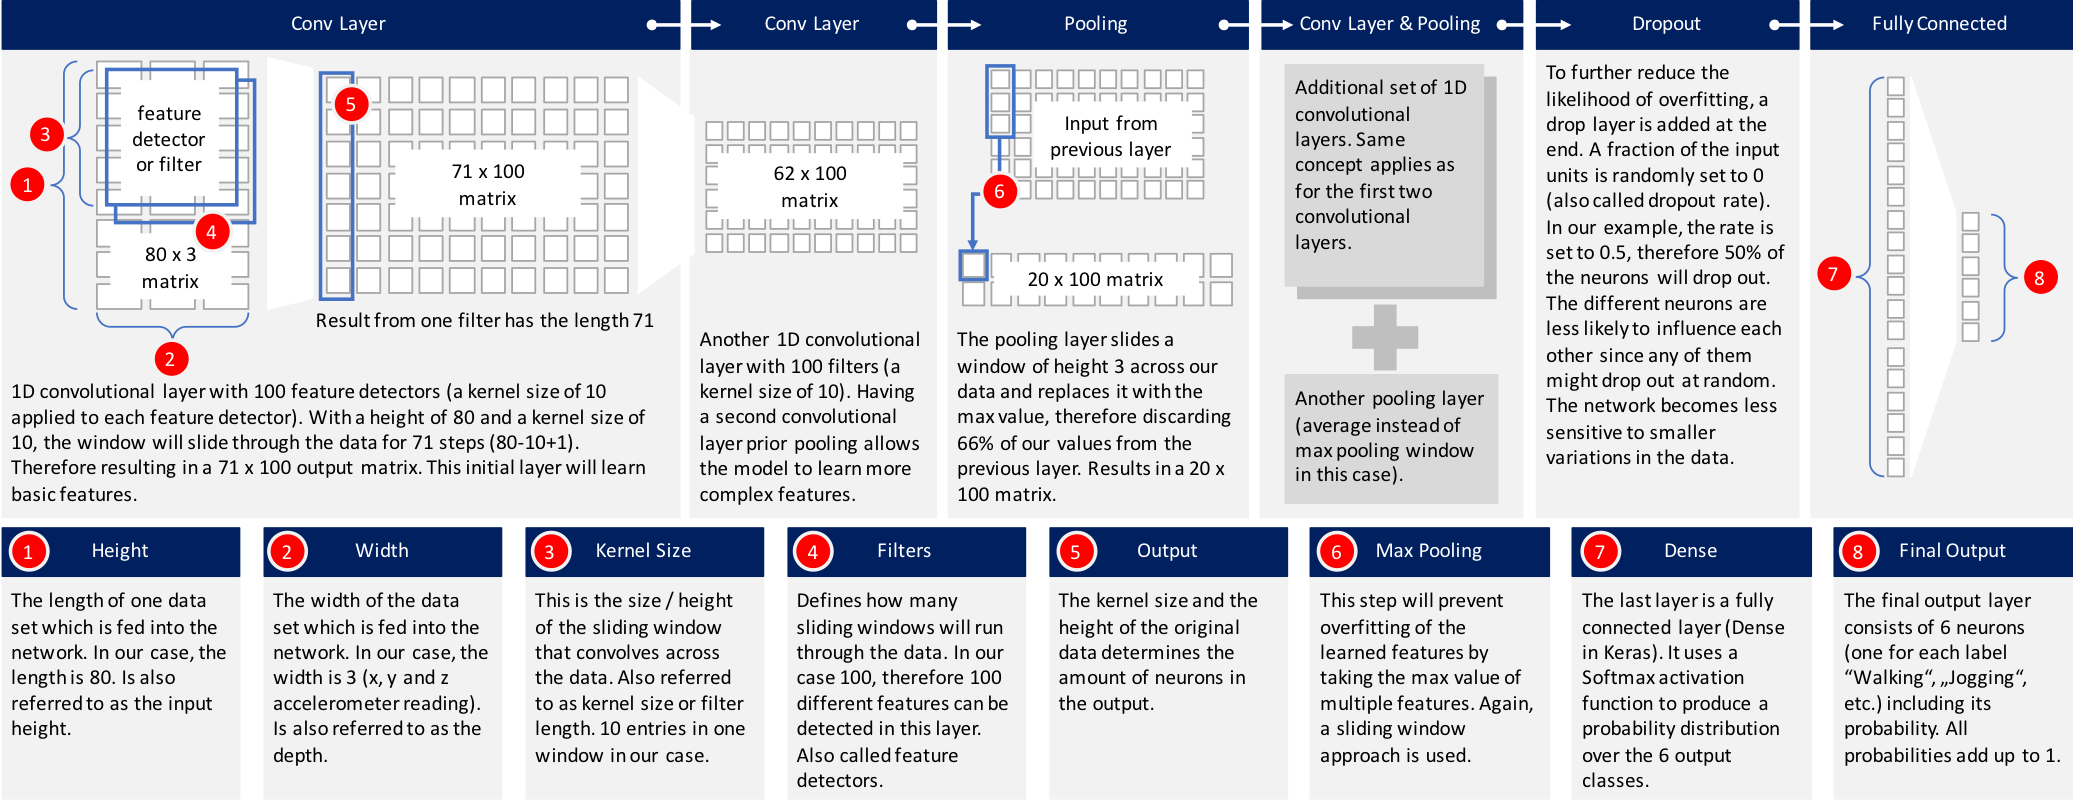 Conv Layer
Conv Layer
Pooling
Conv Layer & Pooling
Dropout
Fully Connected
feature
detector
or filter
3
1
4
80 x 3
matrix
2
5
71 x 100
matrix
Result from one filter has the length 71
1D convolutional layer with 100 feature detectors (a kernel size of 10
applied to each feature detector). With a height of 80 and a kernel size of
10, the window will slide through the data for 71 steps (80-10+1).
Therefore resulting in a 71 x 100 output matrix. This initial layer will learn
basic features.
62 x 100
matrix
Another 1D convolutional
layer with 100 filters (a
kernel size of 10). Having
a second convolutional
layer prior pooling allows
the model to learn more
complex features.
Input from
previous layer
6
20 x 100 matrix
The pooling layer slides a
window of height 3 across our
data and replaces it with the
max value, therefore discarding
66% of our values from the
previous layer. Results in a 20 x
100 matrix.
Additional set of 1D
convolutional
layers. Same
concept applies as
for the first two
convolutional
layers.
Another pooling layer
(average instead of
max pooling window
in this case).
To further reduce the
likelihood of overfitting, a
drop layer is added at the
end. A fraction of the input
units is randomly set to 0
(also called dropout rate).
In our example, the rate is
set to 0.5, therefore 50% of
the neurons will drop out.
The different neurons are
less likely to influence each
other since any of them
might drop out at random.
The network becomes less
sensitive to smaller
variations in the data.
7
8
1 Height
The length of one data
set which is fed into the
network. In our case, the
length is 80. Is also
referred to as the input
height.
2 Width
The width of the data
set which is fed into the
network. In our case, the
width is 3 (x, y and z
accelerometer reading).
Is also referred to as the
depth.
3 Kernel Size
This is the size / height
of the sliding window
that convolves across
the data. Also referred
to as kernel size or filter
length. 10 entries in one
window in our case.
4 Filters
Defines how many
sliding windows will run
through the data. In our
case 100, therefore 100
different features can be
detected in this layer.
Also called feature
detectors.
5 Output
The kernel size and the
height of the original
data determines the
amount of neurons in
the output.
6 Max Pooling
This step will prevent
overfitting of the
learned features by
taking the max value of
multiple features. Again,
a sliding window
approach is used.
7 Dense
The last layer is a fully
connected layer (Dense
in Keras). It uses a
Softmax activation
function to produce a
probability distribution
over the 6 output
classes.
8 Final Output
The final output layer
consists of 6 neurons
(one for each label
“Walking“, „Jogging“,
etc.) including its
probability. All
probabilities add up to 1.